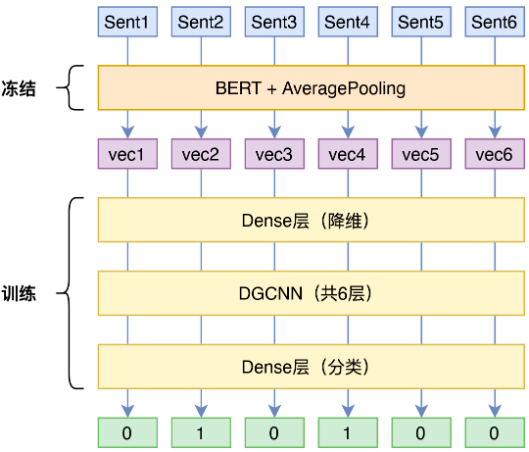 Sent1 Sent2 Sent3 Sent4 Sent5 Sent6
冻结
BERT + AveragePooling
vec1 vec2 vec3 vec4 vec5 vec6
Dense层（降维）
训练
DGCNN（共6层）
Dense层（分类）
0 1 0 1 0 0